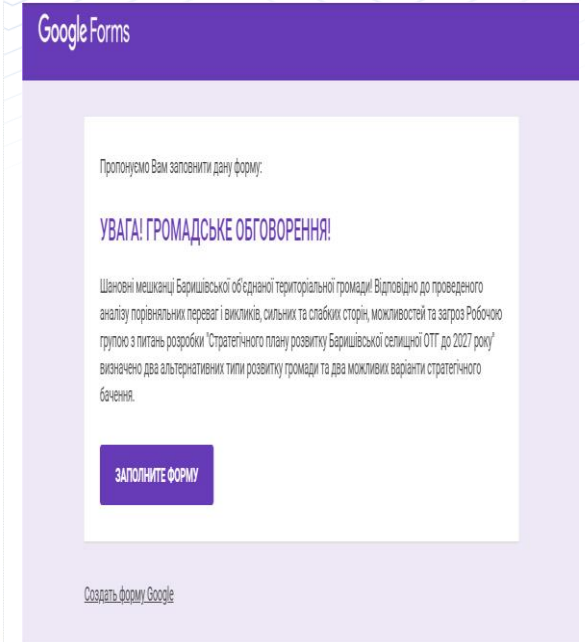 Google Forms
Пропонуємо Вам заповнити дану форму:
УВАГА! ГРОМАДСЬКЕ ОБГОВОРЕННЯ!
Шановні мешканці Баришівської об'єднаної територіальної громади! Відповідно до проведеного
аналізу порівняльних переваг і викликів, сильних та слабких сторін, можливостей та загроз Робочою
групою з питань розробки "Стратегічного плану розвитку Баришівської селищної ОТГ до 2027 року"
визначено два альтернативних типи розвитку громади та два можливих варіанти стратегічного
бачення.
ЗАПОЛНИТЕ ФОРМУ
Создать форму Google